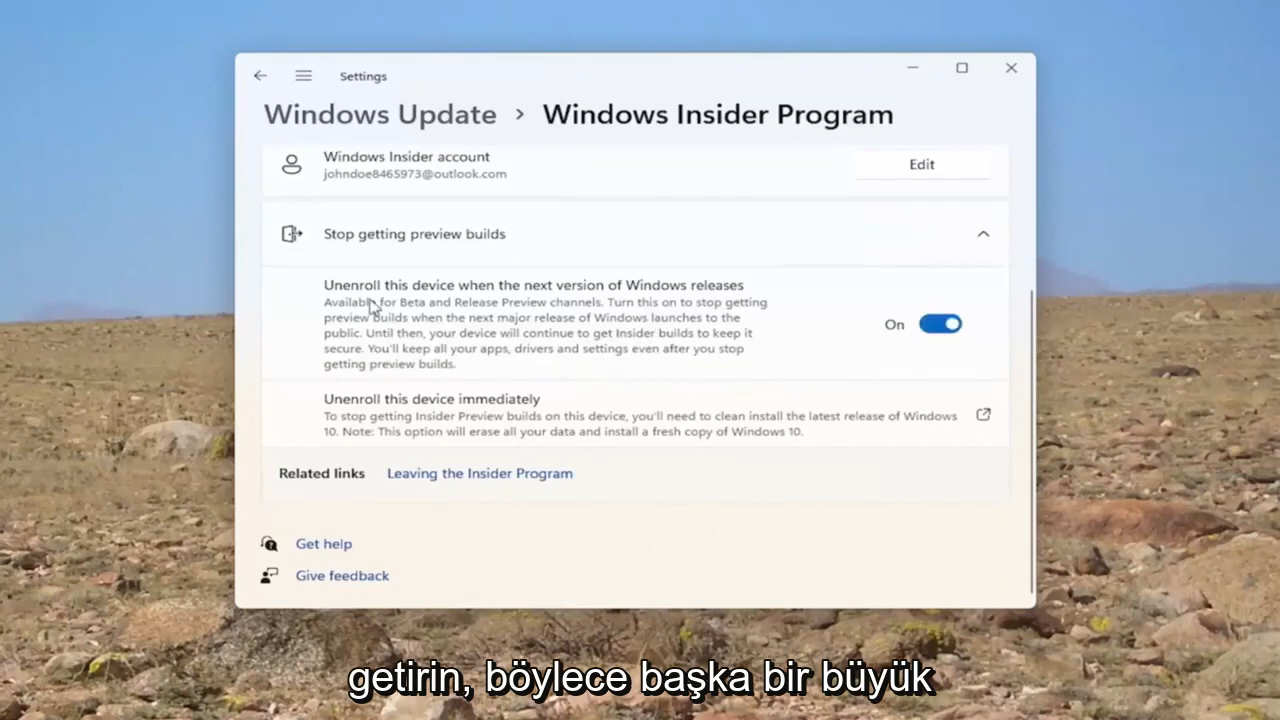 Settings
Windows Update > Windows Insider Program
Windows Insider account
johndoe8465973@outlook.com
Edit
Stop getting preview builds
Unenroll this device when the next version of Windows releases
Available for Beta and Release Preview channels. Turn this on to stop getting
preview builds when the next major release of Windows launches to the
public. Until then, your device will continue to get Insider builds to keep it
secure. You'll keep all your apps, drivers and settings even after you stop
getting preview builds.
On
Unenroll this device immediately
To stop getting Insider Preview builds on this device, you'll need to clean install the latest release of Windows
10. Note: This option will erase all your data and install a fresh copy of Windows 10.
Related links Leaving the Insider Program
Get help
Give feedback
getirin, böylece başka bir büyük